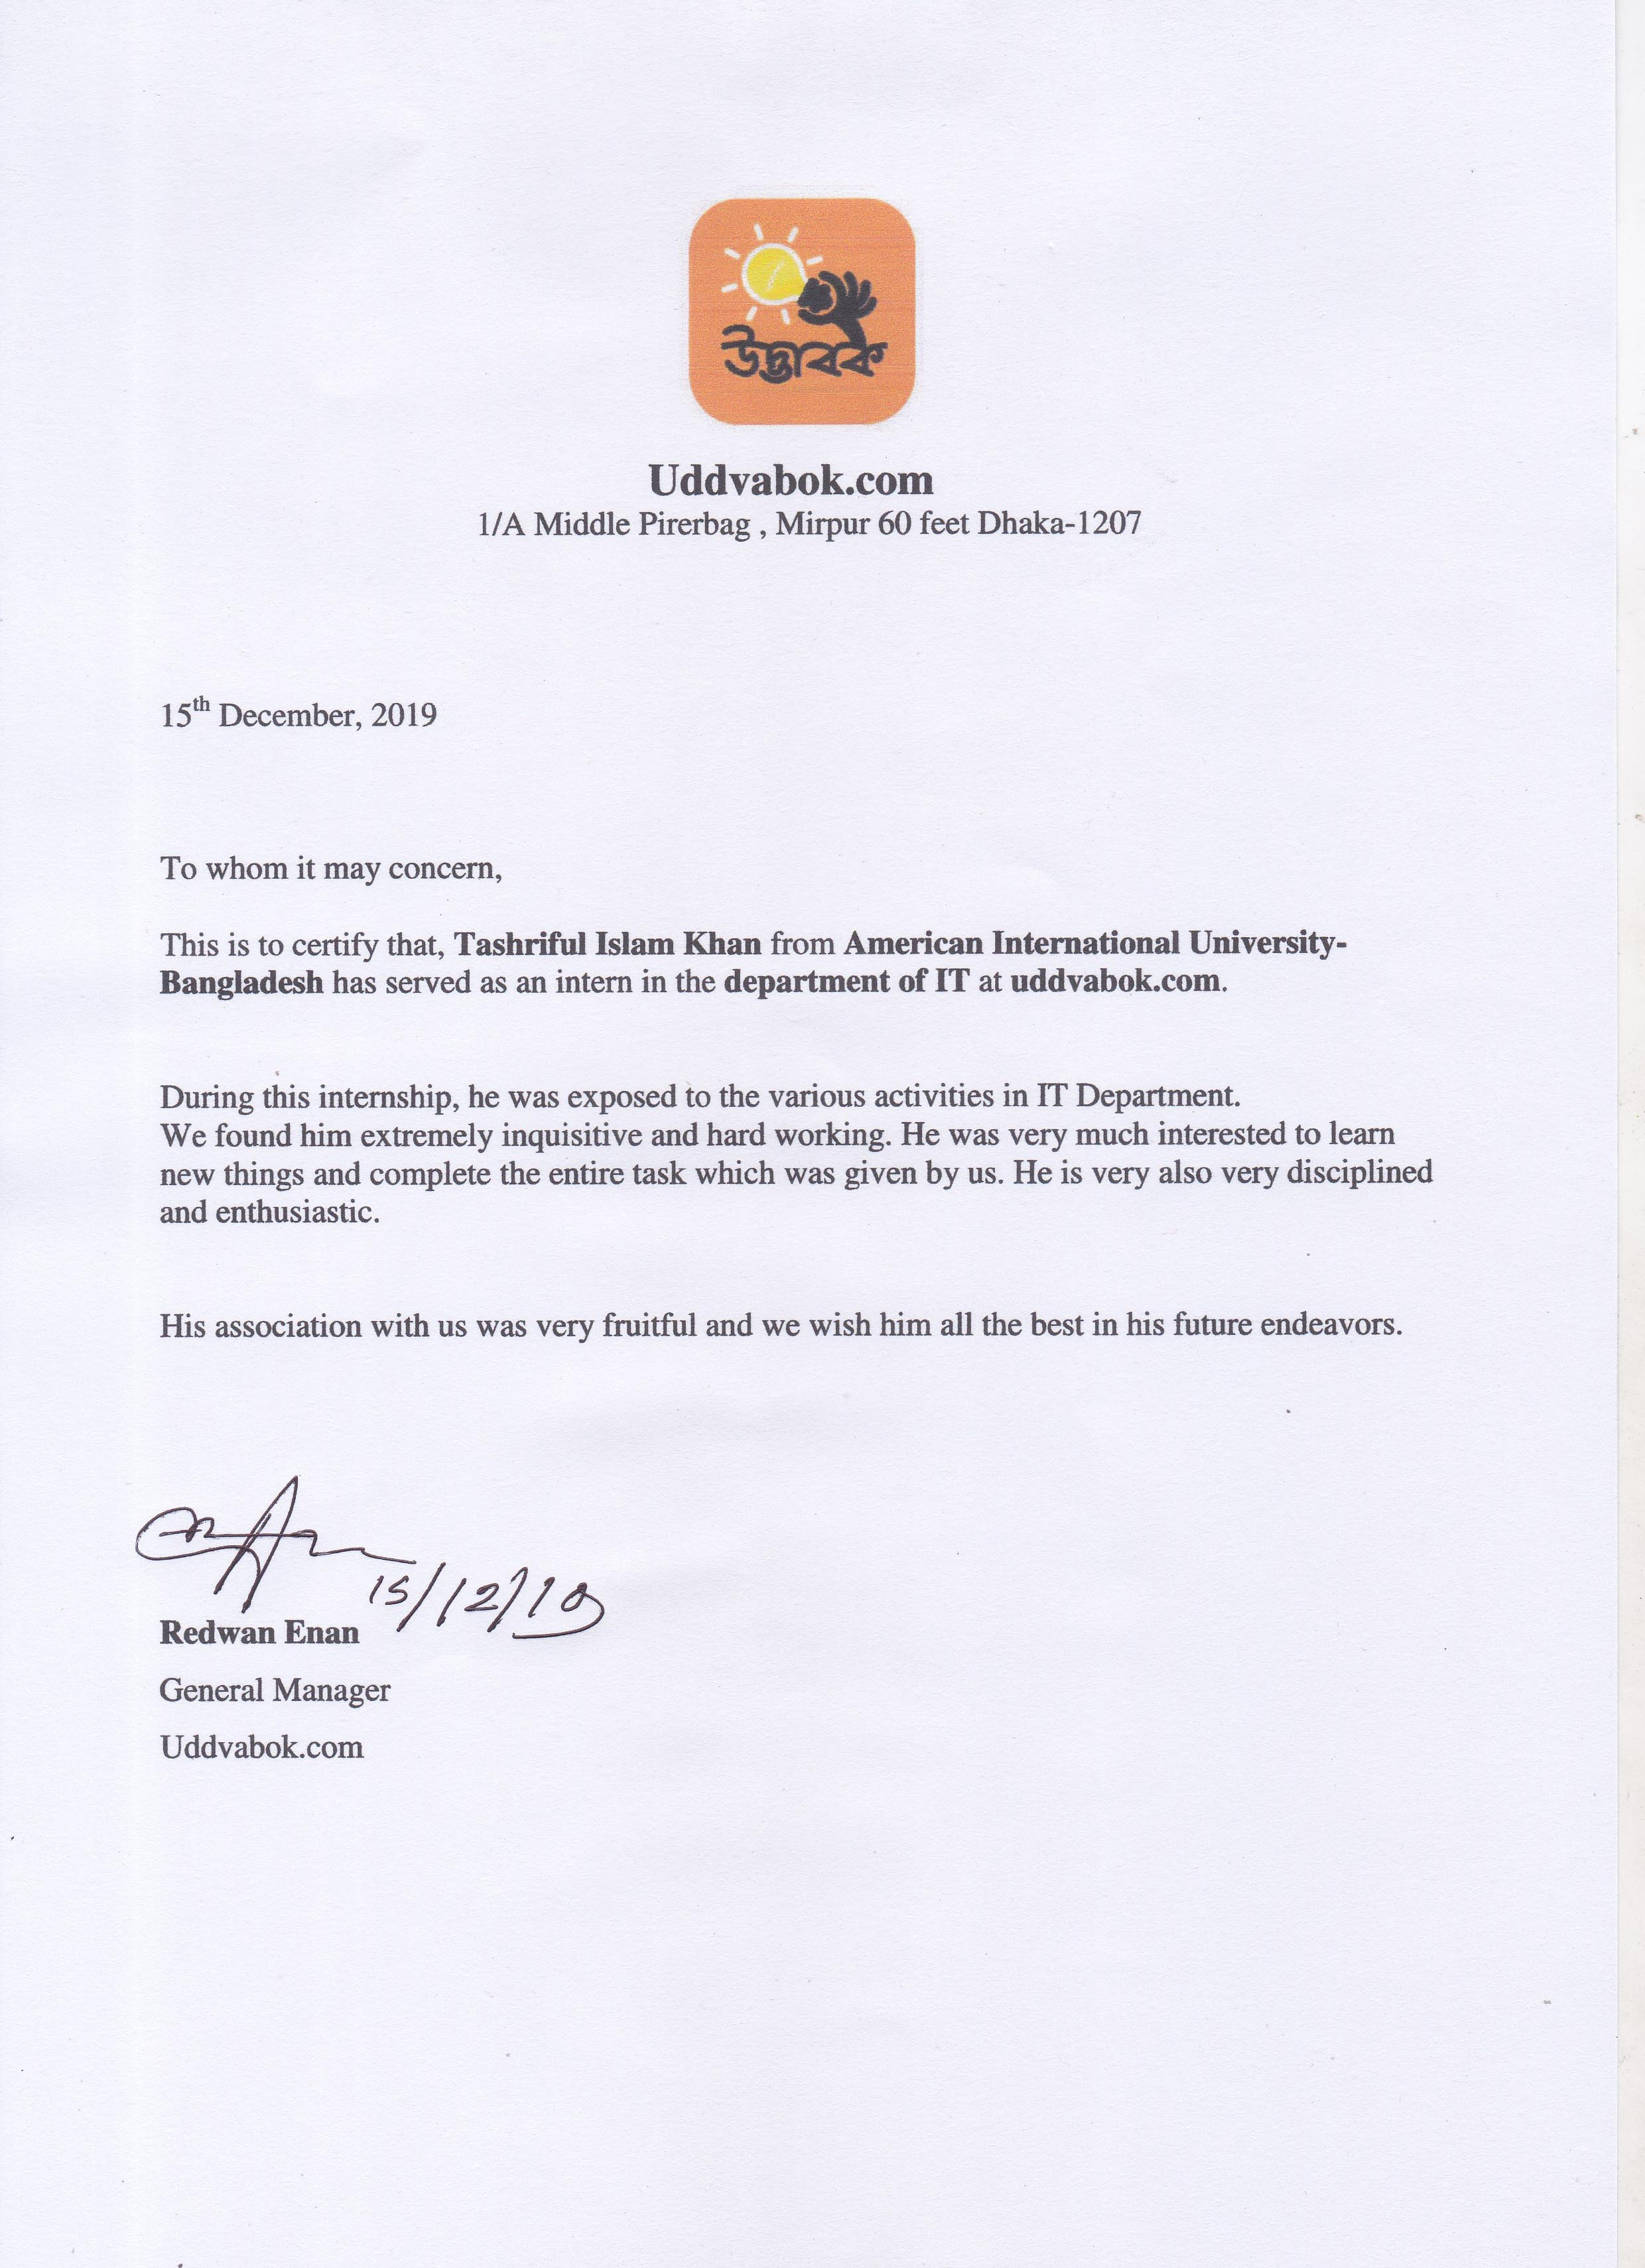 উদ্ভাবক
Uddvabok.com
1/A Middle Pirerbag , Mirpur 60 feet Dhaka-1207
15th December, 2019
To whom it may concern,
This is to certify that, Tashriful Islam Khan from American International University-
Bangladesh has served as an intern in the department of IT at uddvabok.com.
During this internship, he was exposed to the various activities in IT Department.
We found him extremely inquisitive and hard working. He was very much interested to learn
new things and complete the entire task which was given by us. He is very also very disciplined
and enthusiastic.
His association with us was very fruitful and we wish him all the best in his future endeavors.
15/12/19
Redwan Enan
General Manager
Uddvabok.com